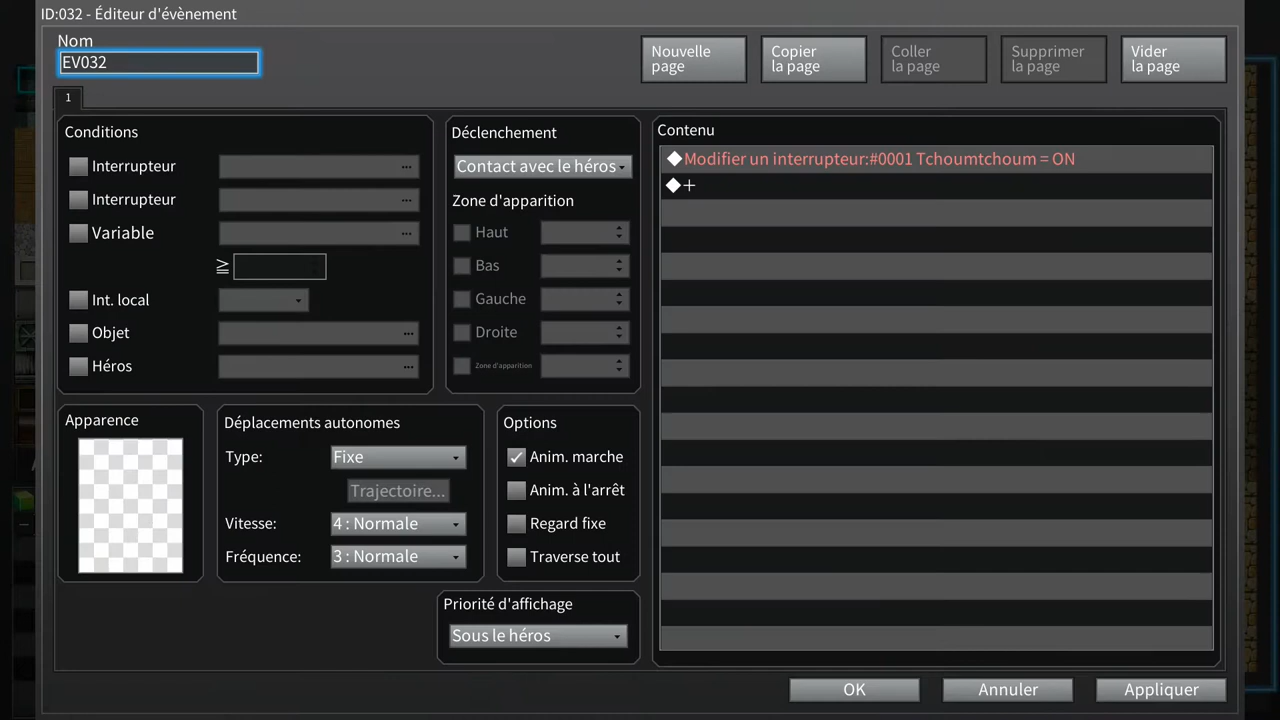 ID:032 - Éditeur d'évènement
Nom
EV032
Nouvelle
page
Copier
la page
Coller
la page
Supprimer
la page
Vider
la page
1
Conditions
Interrupteur ...
Interrupteur ...
Variable ...
≧
Int. local
Objet ...
Héros ...
Déclenchement
Contact avec le héros
Zone d'apparition
Haut
Bas
Gauche
Droite
Zone d'apparition
Contenu
◆Modifier un interrupteur:#0001 Tchoumtchoum = ON
◆+
Apparence
Déplacements autonomes
Type: Fixe
Trajectoire...
Vitesse: 4 : Normale
Fréquence: 3 : Normale
Options
Anim. marche
Anim. à l'arrêt
Regard fixe
Traverse tout
Priorité d'affichage
Sous le héros
OK
Annuler
Appliquer